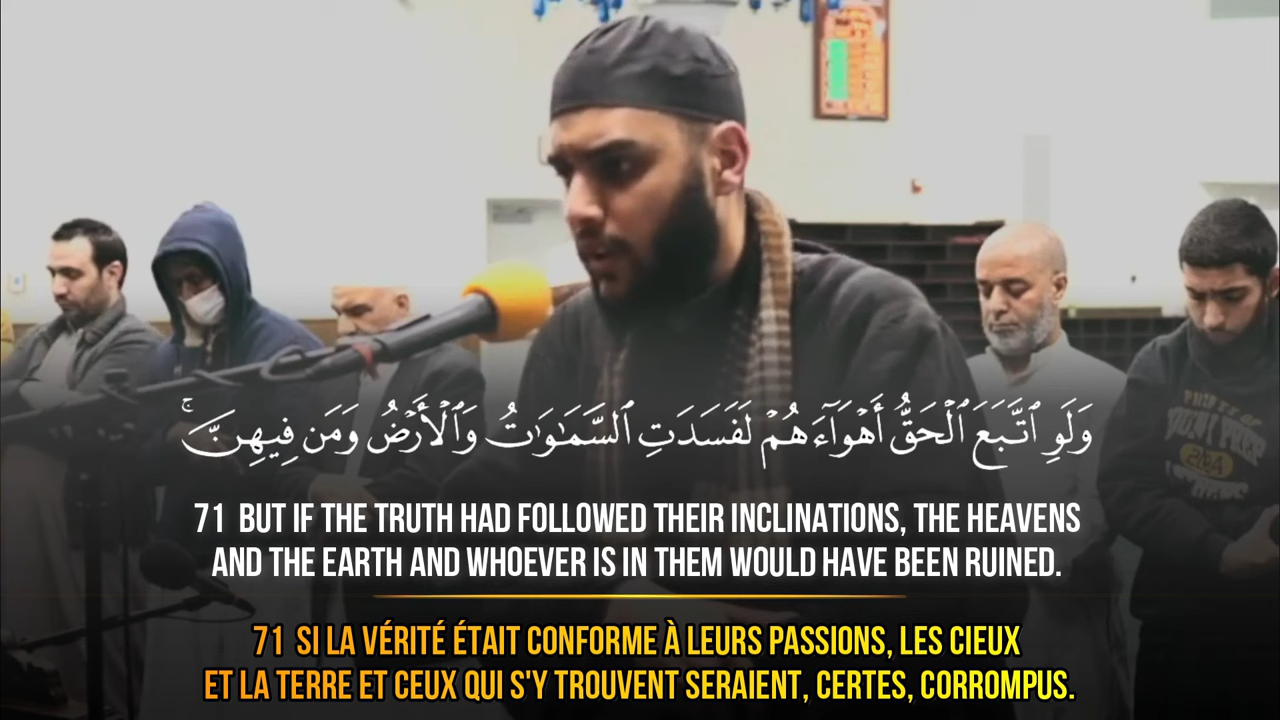 وَلَوِ ٱتَّبَعَ ٱلْحَقُّ أَهْوَآءَهُمْ لَفَسَدَتِ ٱلسَّمَٰوَٰتُ وَٱلْأَرْضُ وَمَن فِيهِنَّ ۚ
71 BUT IF THE TRUTH HAD FOLLOWED THEIR INCLINATIONS, THE HEAVENS
AND THE EARTH AND WHOEVER IS IN THEM WOULD HAVE BEEN RUINED.
71 SI LA VÉRITÉ ÉTAIT CONFORME À LEURS PASSIONS, LES CIEUX
ET LA TERRE ET CEUX QUI S'Y TROUVENT SERAIENT, CERTES, CORROMPUS.